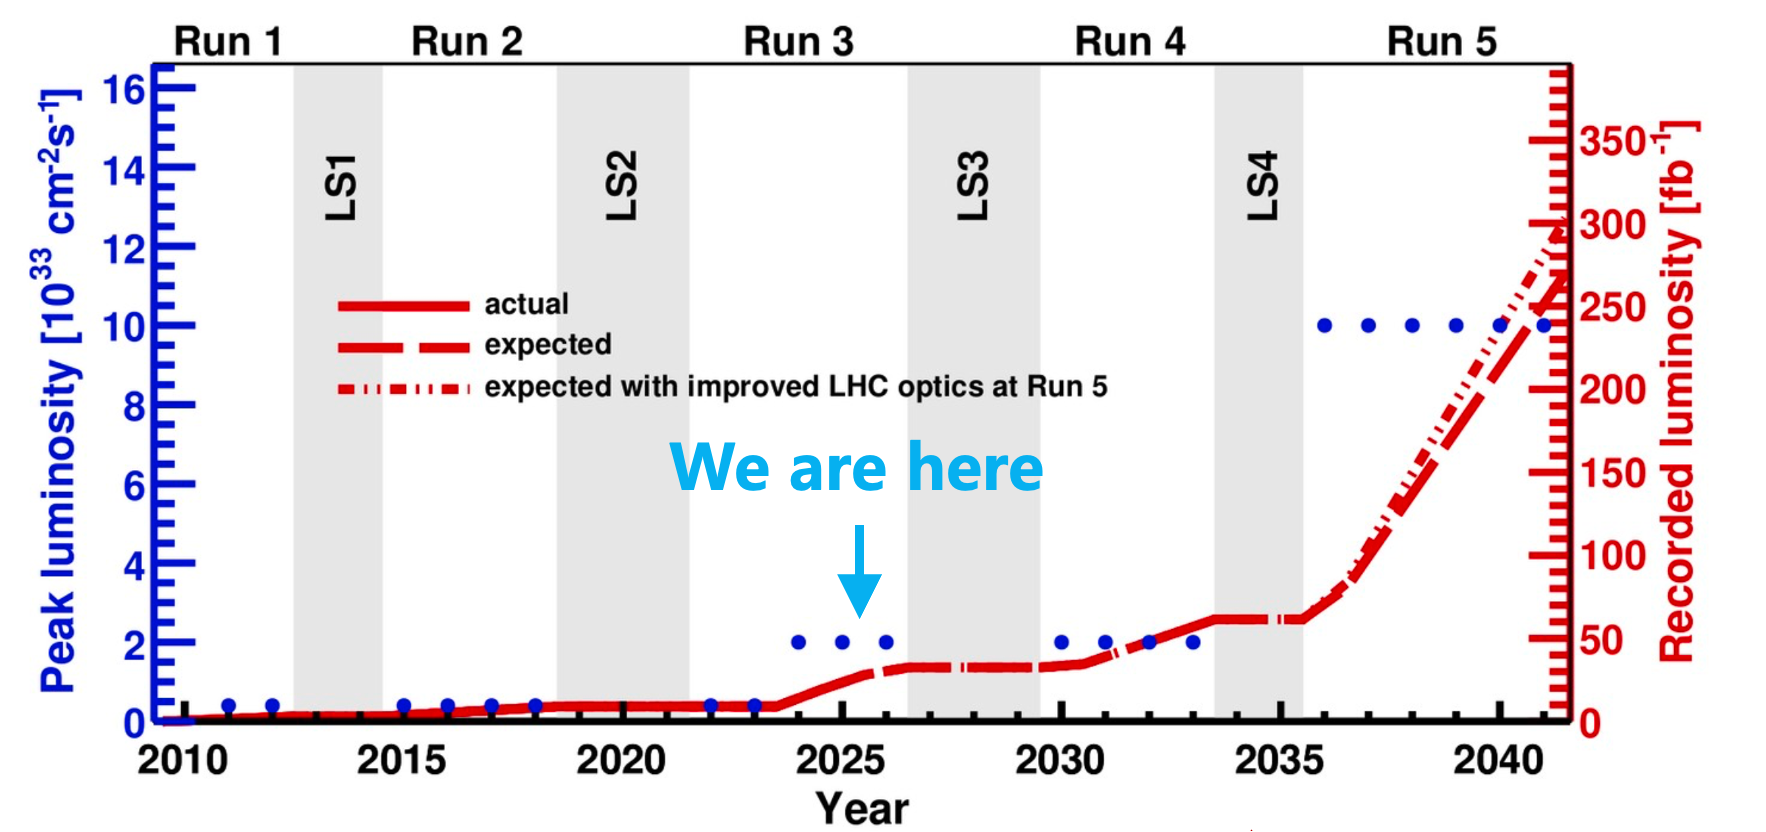 Run 1 Run 2 Run 3 Run 4 Run 5
LS1 LS2 LS3 LS4
Peak luminosity [10³³ cm⁻²s⁻¹]
16
14
12
10
8
6
4
2
0
actual
expected
expected with improved LHC optics at Run 5
We are here
350
300
250
200
150
100
50
0
Recorded luminosity [fb⁻¹]
2010 2015 2020 2025 2030 2035 2040
Year